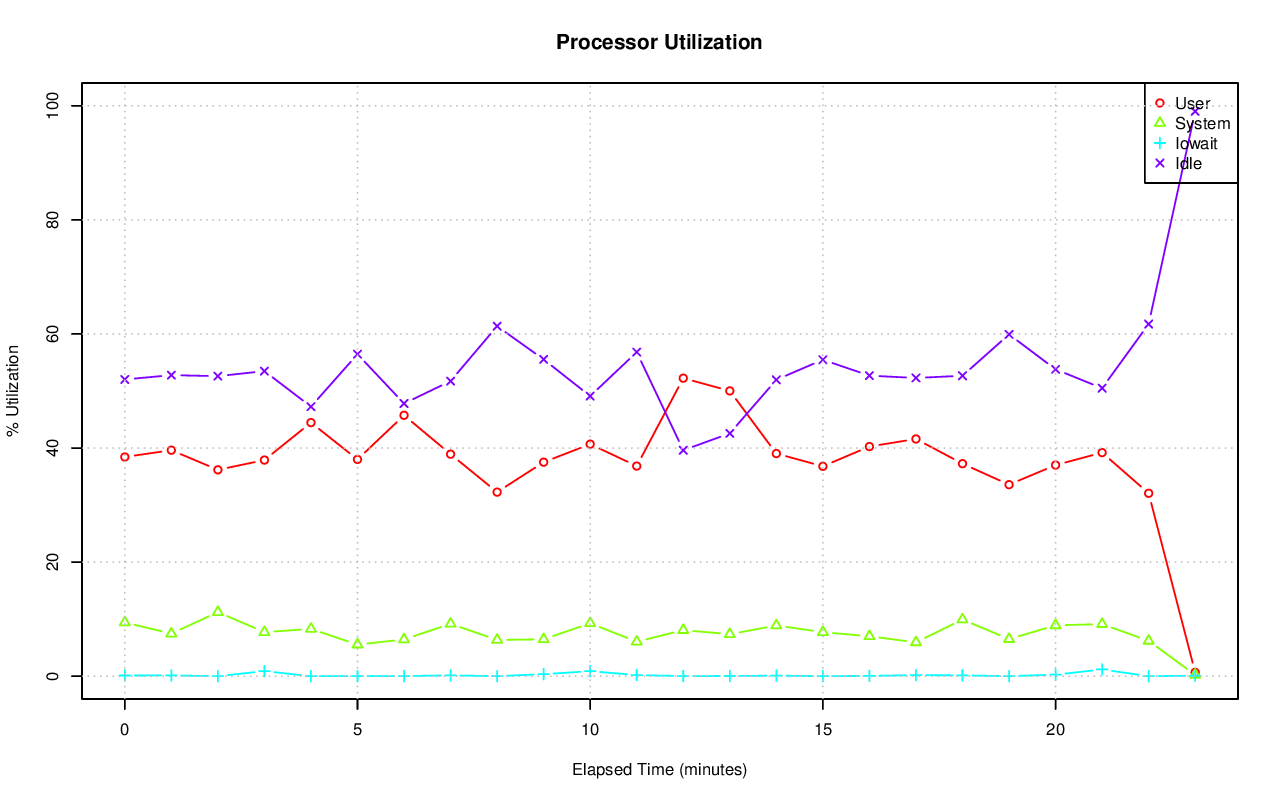 Processor Utilization
% Utilization
100
80
60
40
20
0
User
System
Iowait
Idle
0 5 10 15 20
Elapsed Time (minutes)